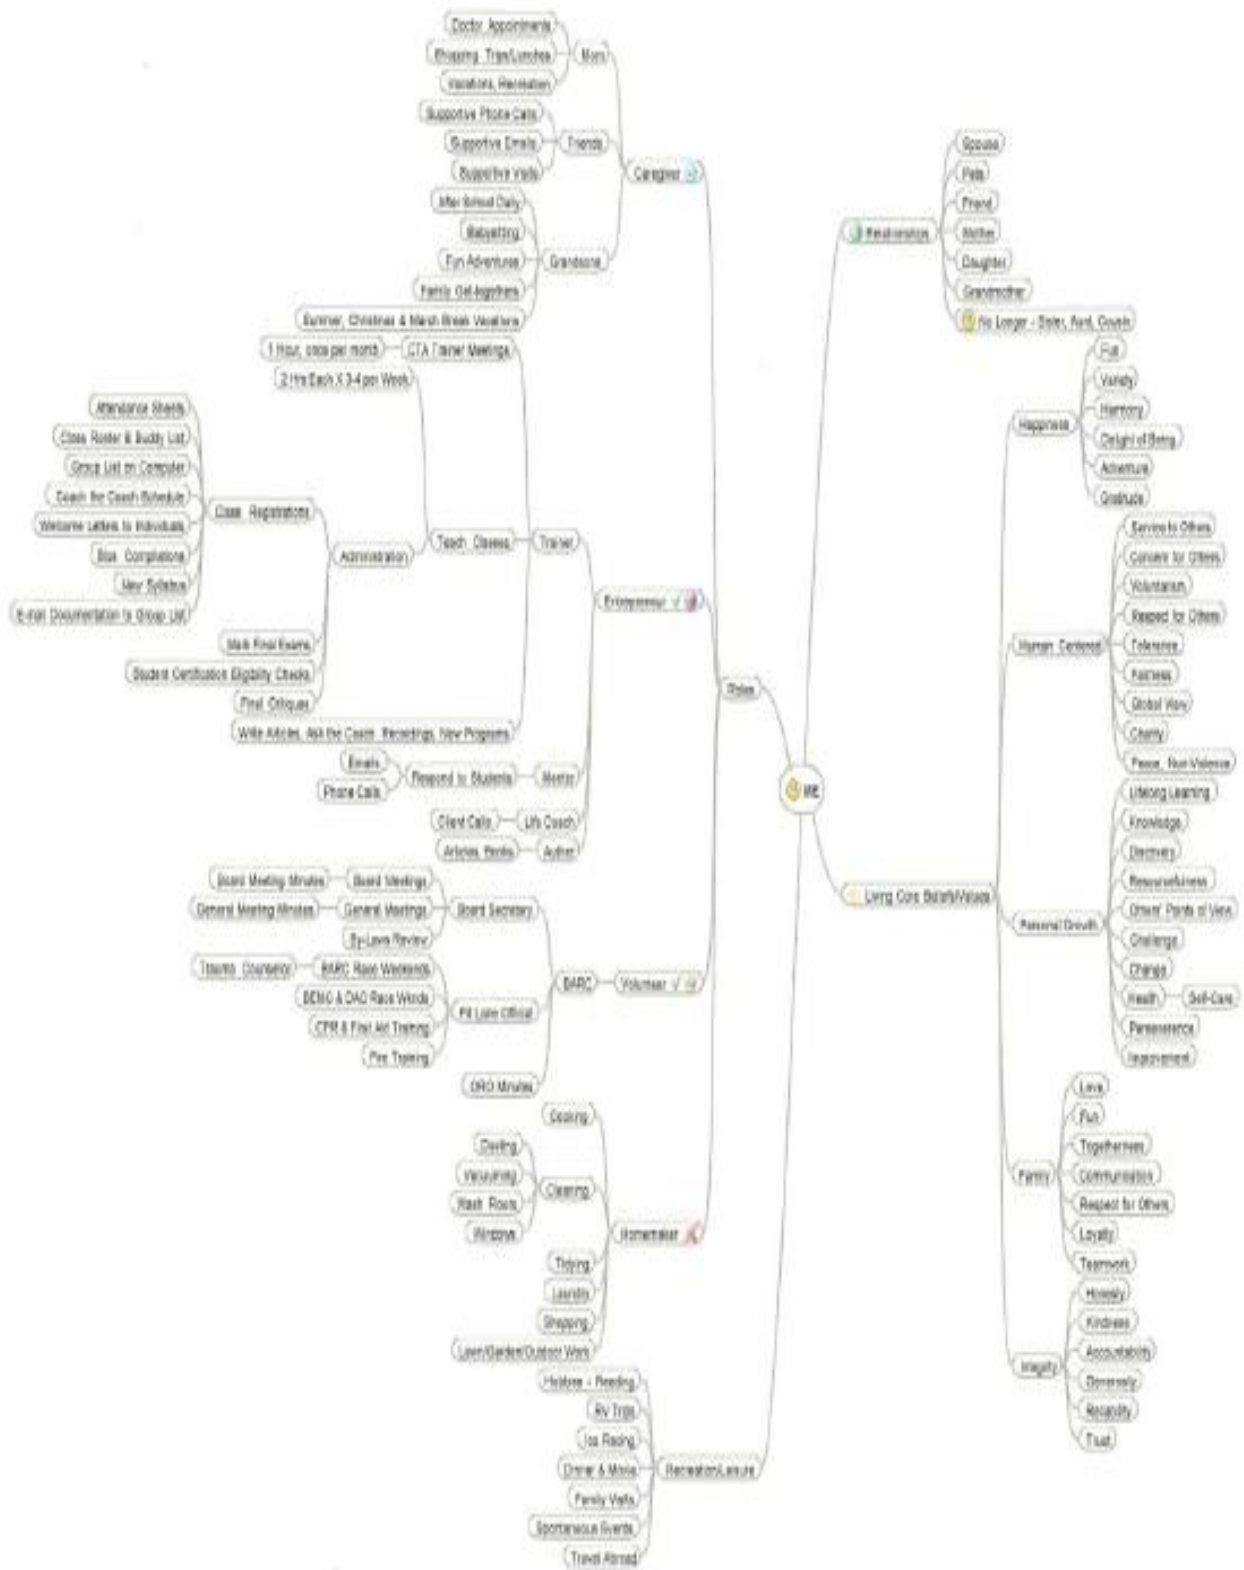 Doctor Appointments
Shopping Trips/Lunches
Vacations, Recreation
Mom
Supportive Phone Calls
Supportive Emails
Supportive Visits
Friends
After School Daily
Babysitting
Fun Adventures
Family Get-togethers
Summer, Christmas & March Break Vacations
Grandsons
Caregiver
1 Hour, once per month
CTA Trainer Meetings
2 Hrs Each X 3-4 per Week
Attendance Sheets
Class Roster & Buddy List
Group List on Computer
Coach the Coach Schedule
Welcome Letters to Individuals
Bios Compilations
New Syllabus
E-mail Documentation to Group List
Class Registrations
Mark Final Exams
Student Certification Eligibility Checks
Final Critiques
Administration
Teach Classes
Write Articles, Ask the Coach Recordings, New Programs
Trainer
Emails
Phone Calls
Respond to Students
Mentor
Client Calls
Life Coach
Articles, Books
Author
Entrepreneur
Board Meeting Minutes
Board Meetings
General Meeting Minutes
General Meetings
By-Laws Review
Board Secretary
Trauma Counselor
BARC Race Weekends
& DAC Race Wknds
CPR & First Aid Training
Fire Training
Pit Lane Official
Minutes
BARC
Volunteer
Cooking
Dusting
Vacuuming
Wash Floors
Windows
Cleaning
Tidying
Laundry
Shopping
Lawn/Garden/Outdoor Work
Homemaker
Roles
Hobbies - Reading
RV Trips
Ice Racing
Dinner & Movie
Family Visits
Spontaneous Events
Travel Abroad
Recreation/Leisure
ME
Relationships
Spouse
Pets
Friend
Mother
Daughter
Grandmother
No Longer - Sister, Aunt, Cousin
Living Core Beliefs/Values
Happiness
Fun
Variety
Harmony
Delight of Being
Adventure
Gratitude
Human Centered
Service to Others
Concern for Others
Voluntarism
Respect for Others
Tolerance
Fairness
Global View
Charity
Peace, Non-Violence
Personal Growth
Lifelong Learning
Knowledge
Discovery
Resourcefulness
Others' Points of View
Challenge
Change
Health
Self-Care
Perseverence
Improvement
Family
Love
Fun
Togetherness
Communication
Respect for Others
Loyalty
Teamwork
Integrity
Honesty
Kindness
Accountability
Generosity
Trust